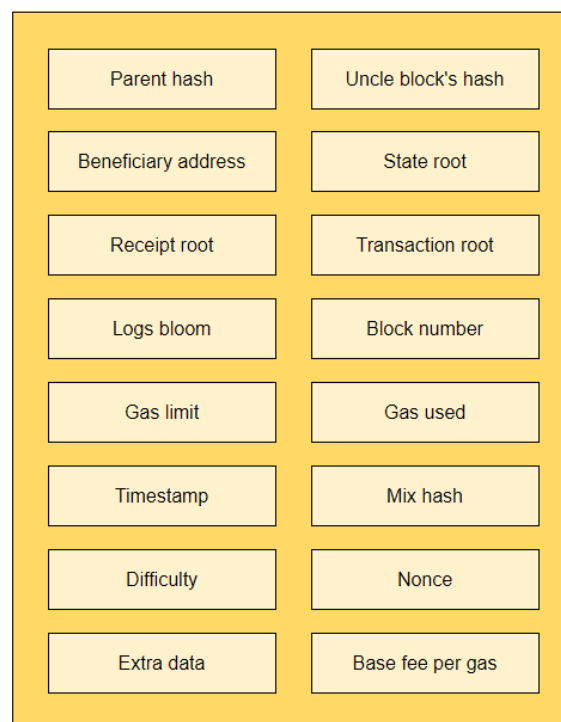 Parent hash
Uncle block's hash
Beneficiary address
State root
Receipt root
Transaction root
Logs bloom
Block number
Gas limit
Gas used
Timestamp
Mix hash
Difficulty
Nonce
Extra data
Base fee per gas